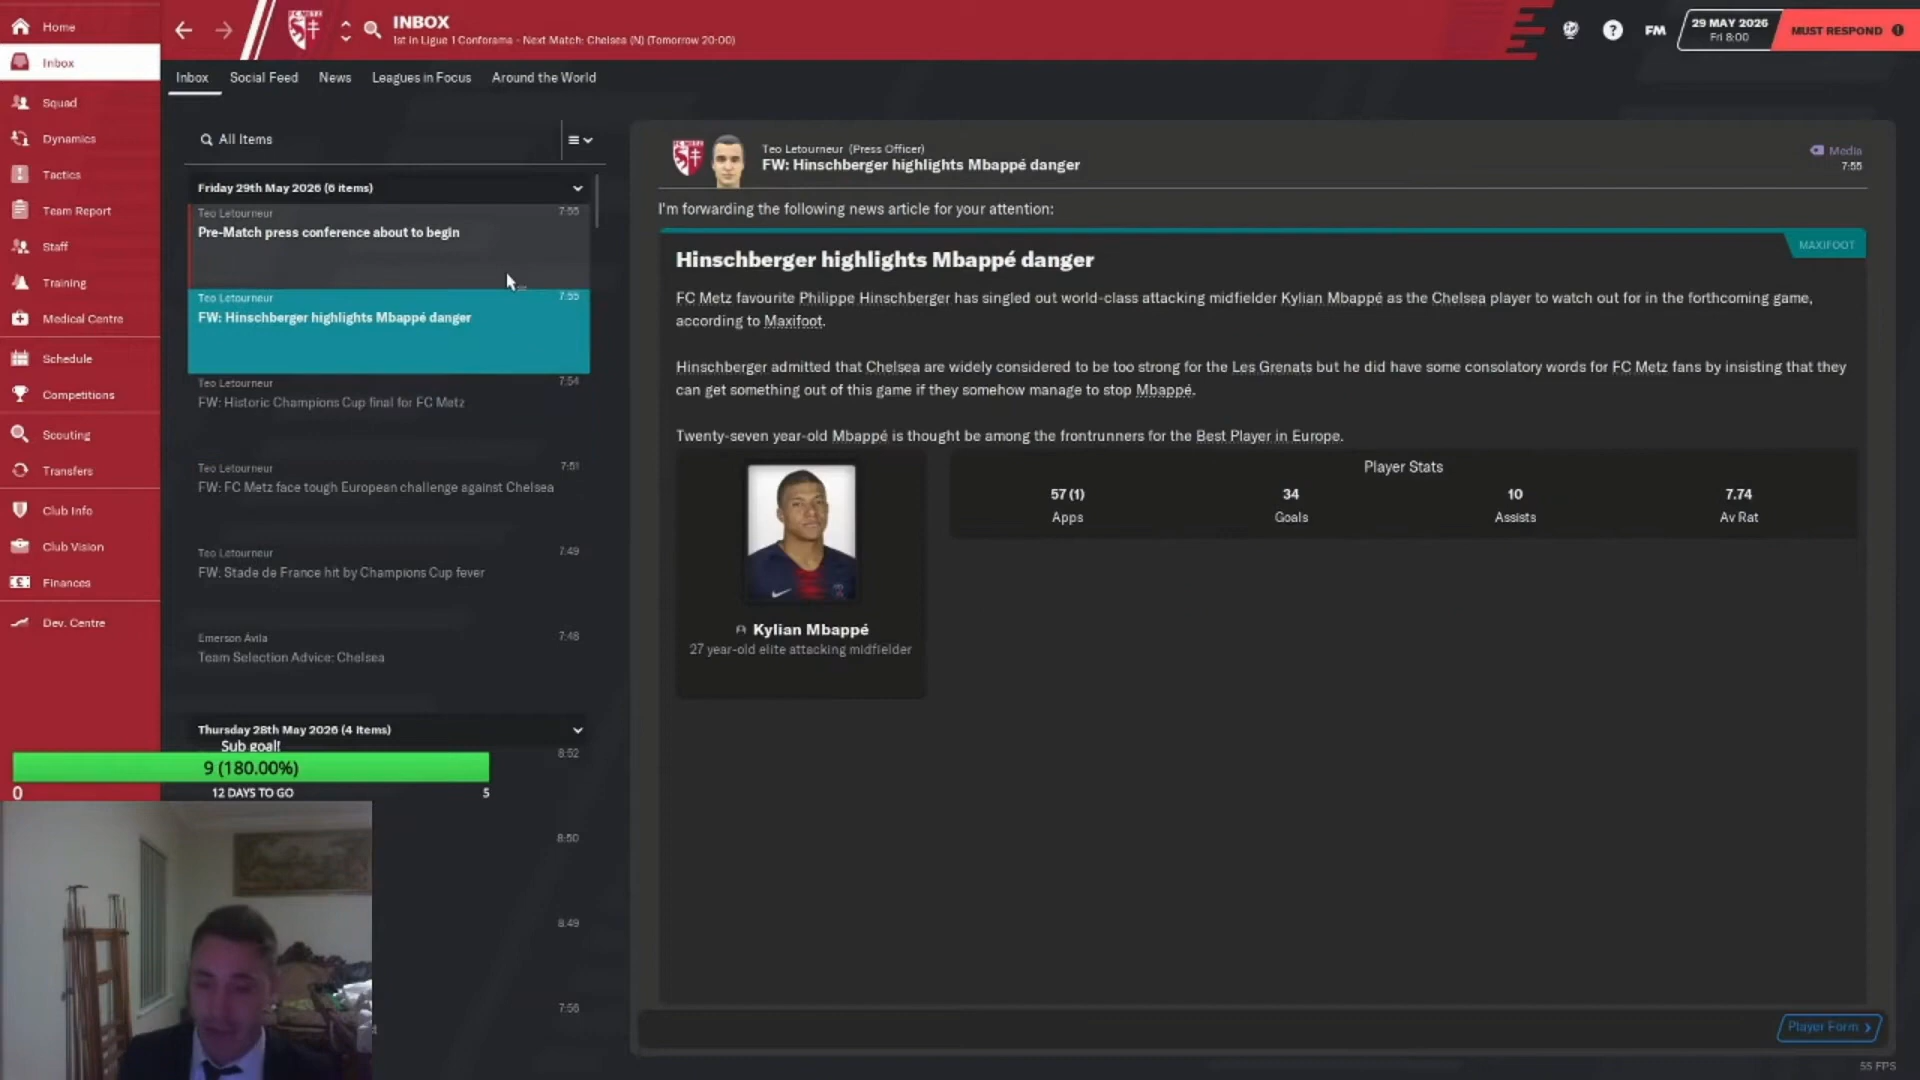 Home
Inbox
Squad
Dynamics
Tactics
Team Report
Staff
Training
Medical Centre
Schedule
Competitions
Scouting
Transfers
Club Info
Club Vision
Finances
Dev. Centre
FC METZ
INBOX
1st in Ligue 1 Conforama - Next Match: Chelsea (N) (Tomorrow 20:00)
FM
29 MAY 2026
Fri 8:00
MUST RESPOND
Inbox Social Feed News Leagues in Focus Around the World
All Items
Friday 29th May 2026 (6 items)
Teo Letourneur 7:55
Pre-Match press conference about to begin
Teo Letourneur 7:55
FW: Hinschberger highlights Mbappé danger
Teo Letourneur 7:54
FW: Historic Champions Cup final for FC Metz
Teo Letourneur 7:51
FW: FC Metz face tough European challenge against Chelsea
Teo Letourneur 7:49
FW: Stade de France hit by Champions Cup fever
Emerson Ávila 7:48
Team Selection Advice: Chelsea
Thursday 28th May 2026 (4 items)
Sub goal!
8:52
9 (180.00%)
0 12 DAYS TO GO 5
8:50
8:49
7:56
FC METZ
Teo Letourneur (Press Officer)
FW: Hinschberger highlights Mbappé danger
Media
7:55
I'm forwarding the following news article for your attention:
MAXIFOOT
Hinschberger highlights Mbappé danger
FC Metz favourite Philippe Hinschberger has singled out world-class attacking midfielder Kylian Mbappé as the Chelsea player to watch out for in the forthcoming game,
according to Maxifoot.
Hinschberger admitted that Chelsea are widely considered to be too strong for the Les Grenats but he did have some consolatory words for FC Metz fans by insisting that they
can get something out of this game if they somehow manage to stop Mbappé.
Twenty-seven year-old Mbappé is thought be among the frontrunners for the Best Player in Europe.
Player Stats
57 (1) 34 10 7.74
Apps Goals Assists Av Rat
Kylian Mbappé
27 year-old elite attacking midfielder
Player Form
55 FPS